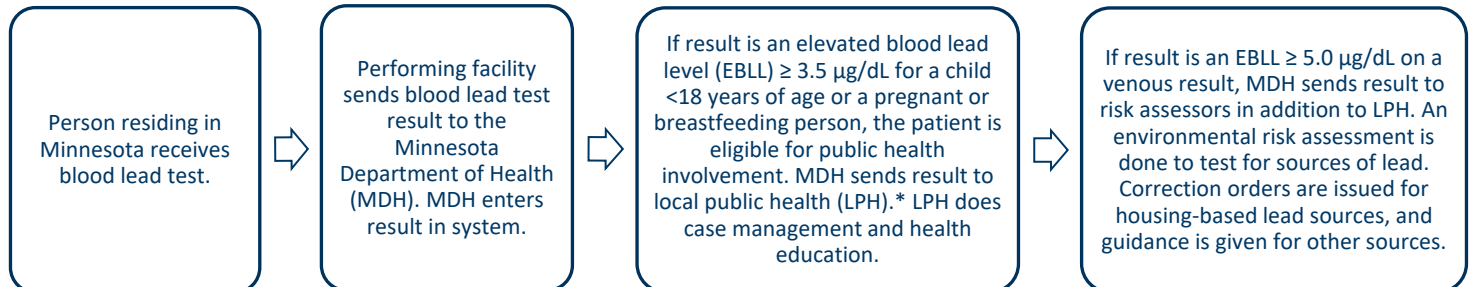 Person residing in
Minnesota receives
blood lead test.
Performing facility
sends blood lead test
result to the
Minnesota
Department of Health
(MDH). MDH enters
result in system.
If result is an elevated blood lead
level (EBLL) ≥ 3.5 µg/dL for a child
<18 years of age or a pregnant or
breastfeeding person, the patient is
eligible for public health
involvement. MDH sends result to
local public health (LPH).* LPH does
case management and health
education.
If result is an EBLL ≥ 5.0 µg/dL on a
venous result, MDH sends result to
risk assessors in addition to LPH. An
environmental risk assessment is
done to test for sources of lead.
Correction orders are issued for
housing-based lead sources, and
guidance is given for other sources.